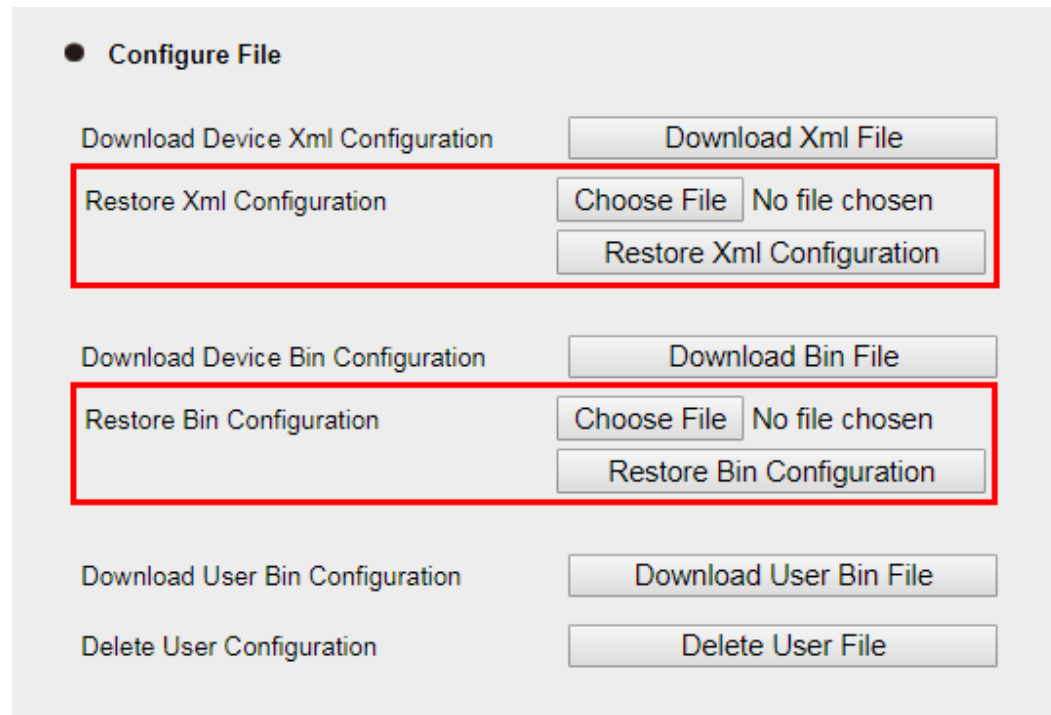 Configure File
Download Device Xml Configuration Download Xml File
Restore Xml Configuration Choose File No file chosen
Restore Xml Configuration
Download Device Bin Configuration Download Bin File
Restore Bin Configuration Choose File No file chosen
Restore Bin Configuration
Download User Bin Configuration Download User Bin File
Delete User Configuration Delete User File